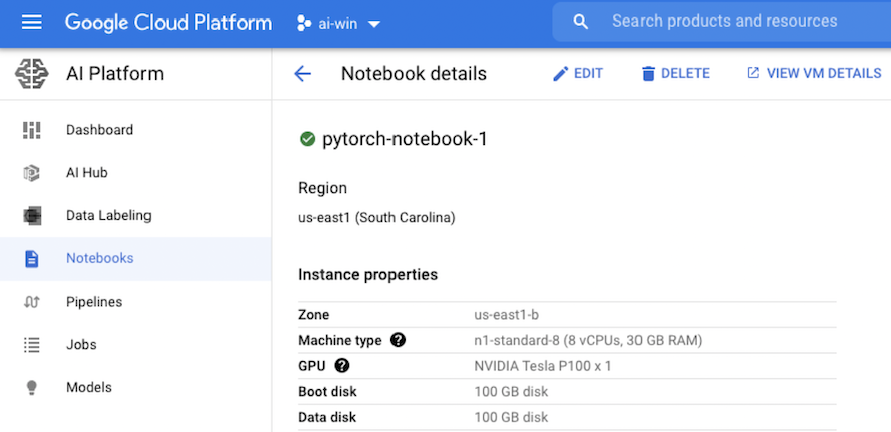 Google Cloud Platform
ai-win
Search products and resources
AI Platform
Notebook details
EDIT
DELETE
VIEW VM DETAILS
Dashboard
AI Hub
Data Labeling
Notebooks
Pipelines
Jobs
Models
pytorch-notebook-1
Region
us-east1 (South Carolina)
Instance properties
Zone us-east1-b
Machine type ? n1-standard-8 (8 vCPUs, 30 GB RAM)
GPU ? NVIDIA Tesla P100 x 1
Boot disk 100 GB disk
Data disk 100 GB disk